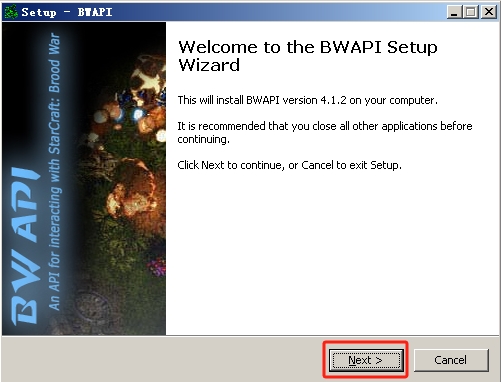 Setup - BWAPI
Welcome to the BWAPI Setup
Wizard
This will install BWAPI version 4.1.2 on your computer.
It is recommended that you close all other applications before
continuing.
Click Next to continue, or Cancel to exit Setup.
BWAPI
An API for interacting with StarCraft: Brood War
Next >
Cancel